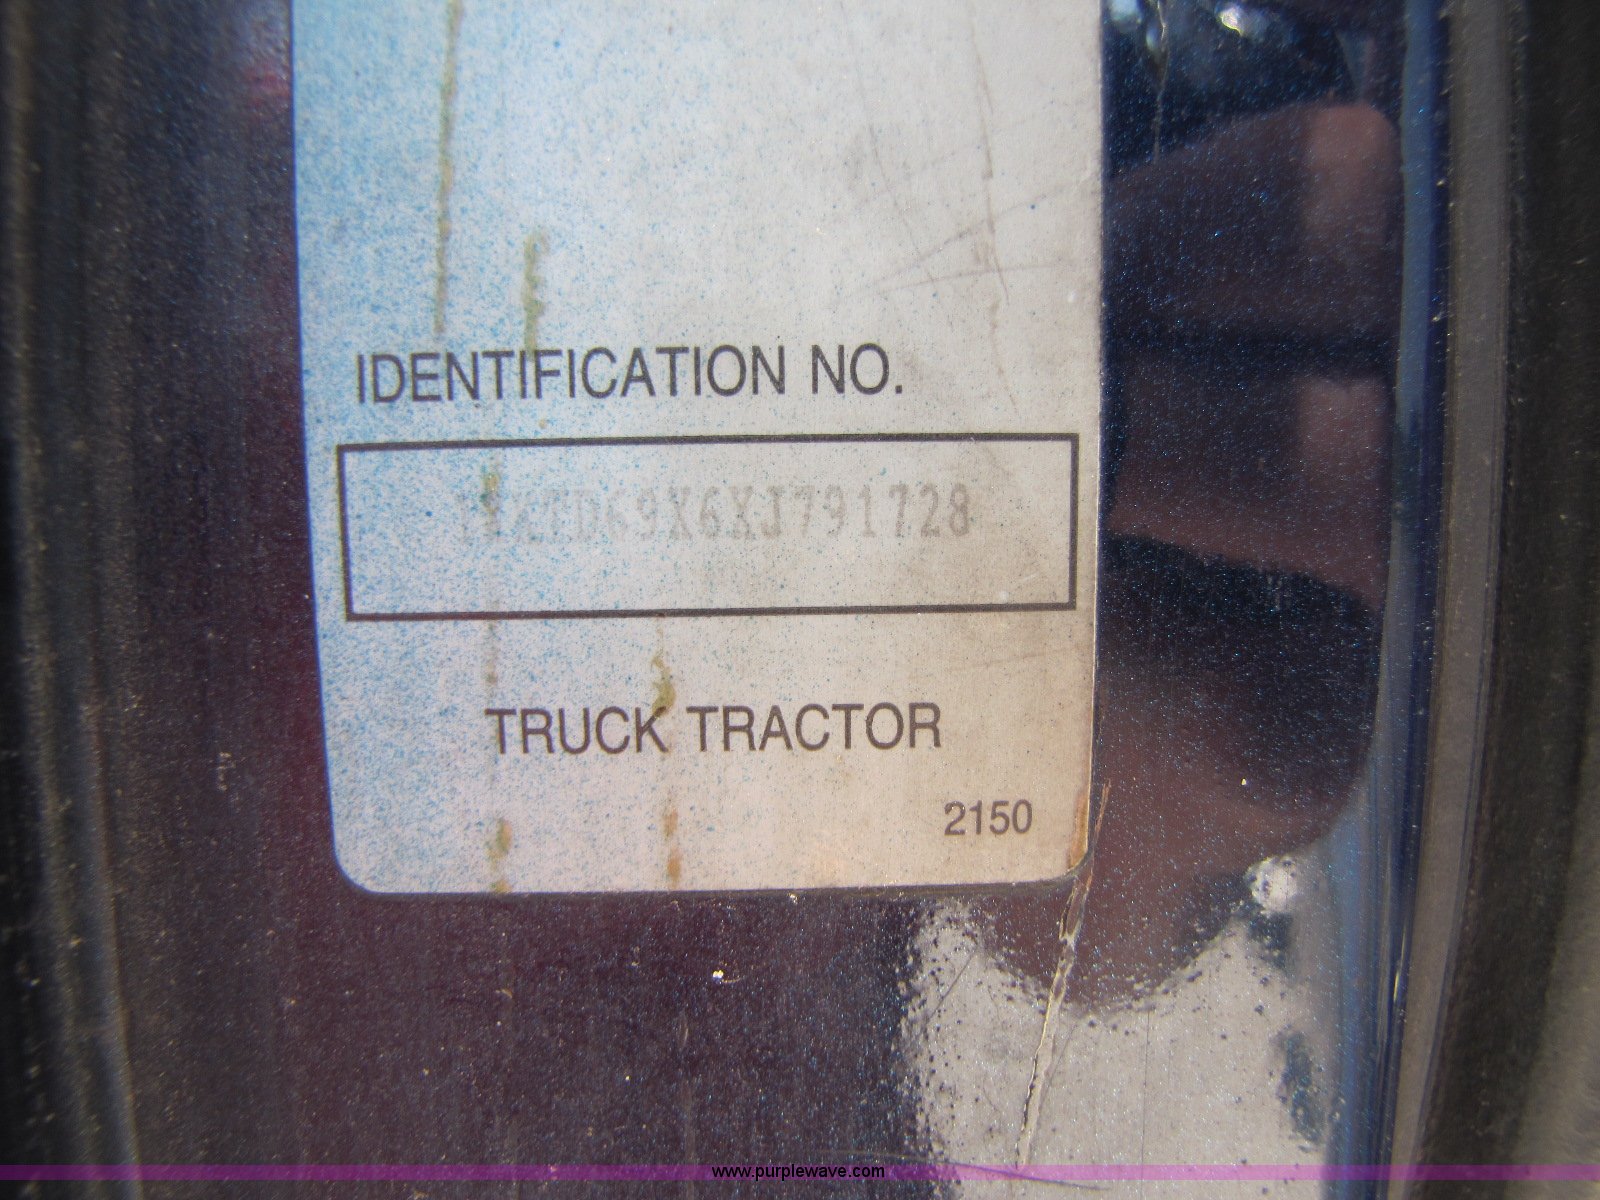 IDENTIFICATION NO.
1XKTD69X6XJ791728
TRUCK TRACTOR
2150
www.purplewave.com